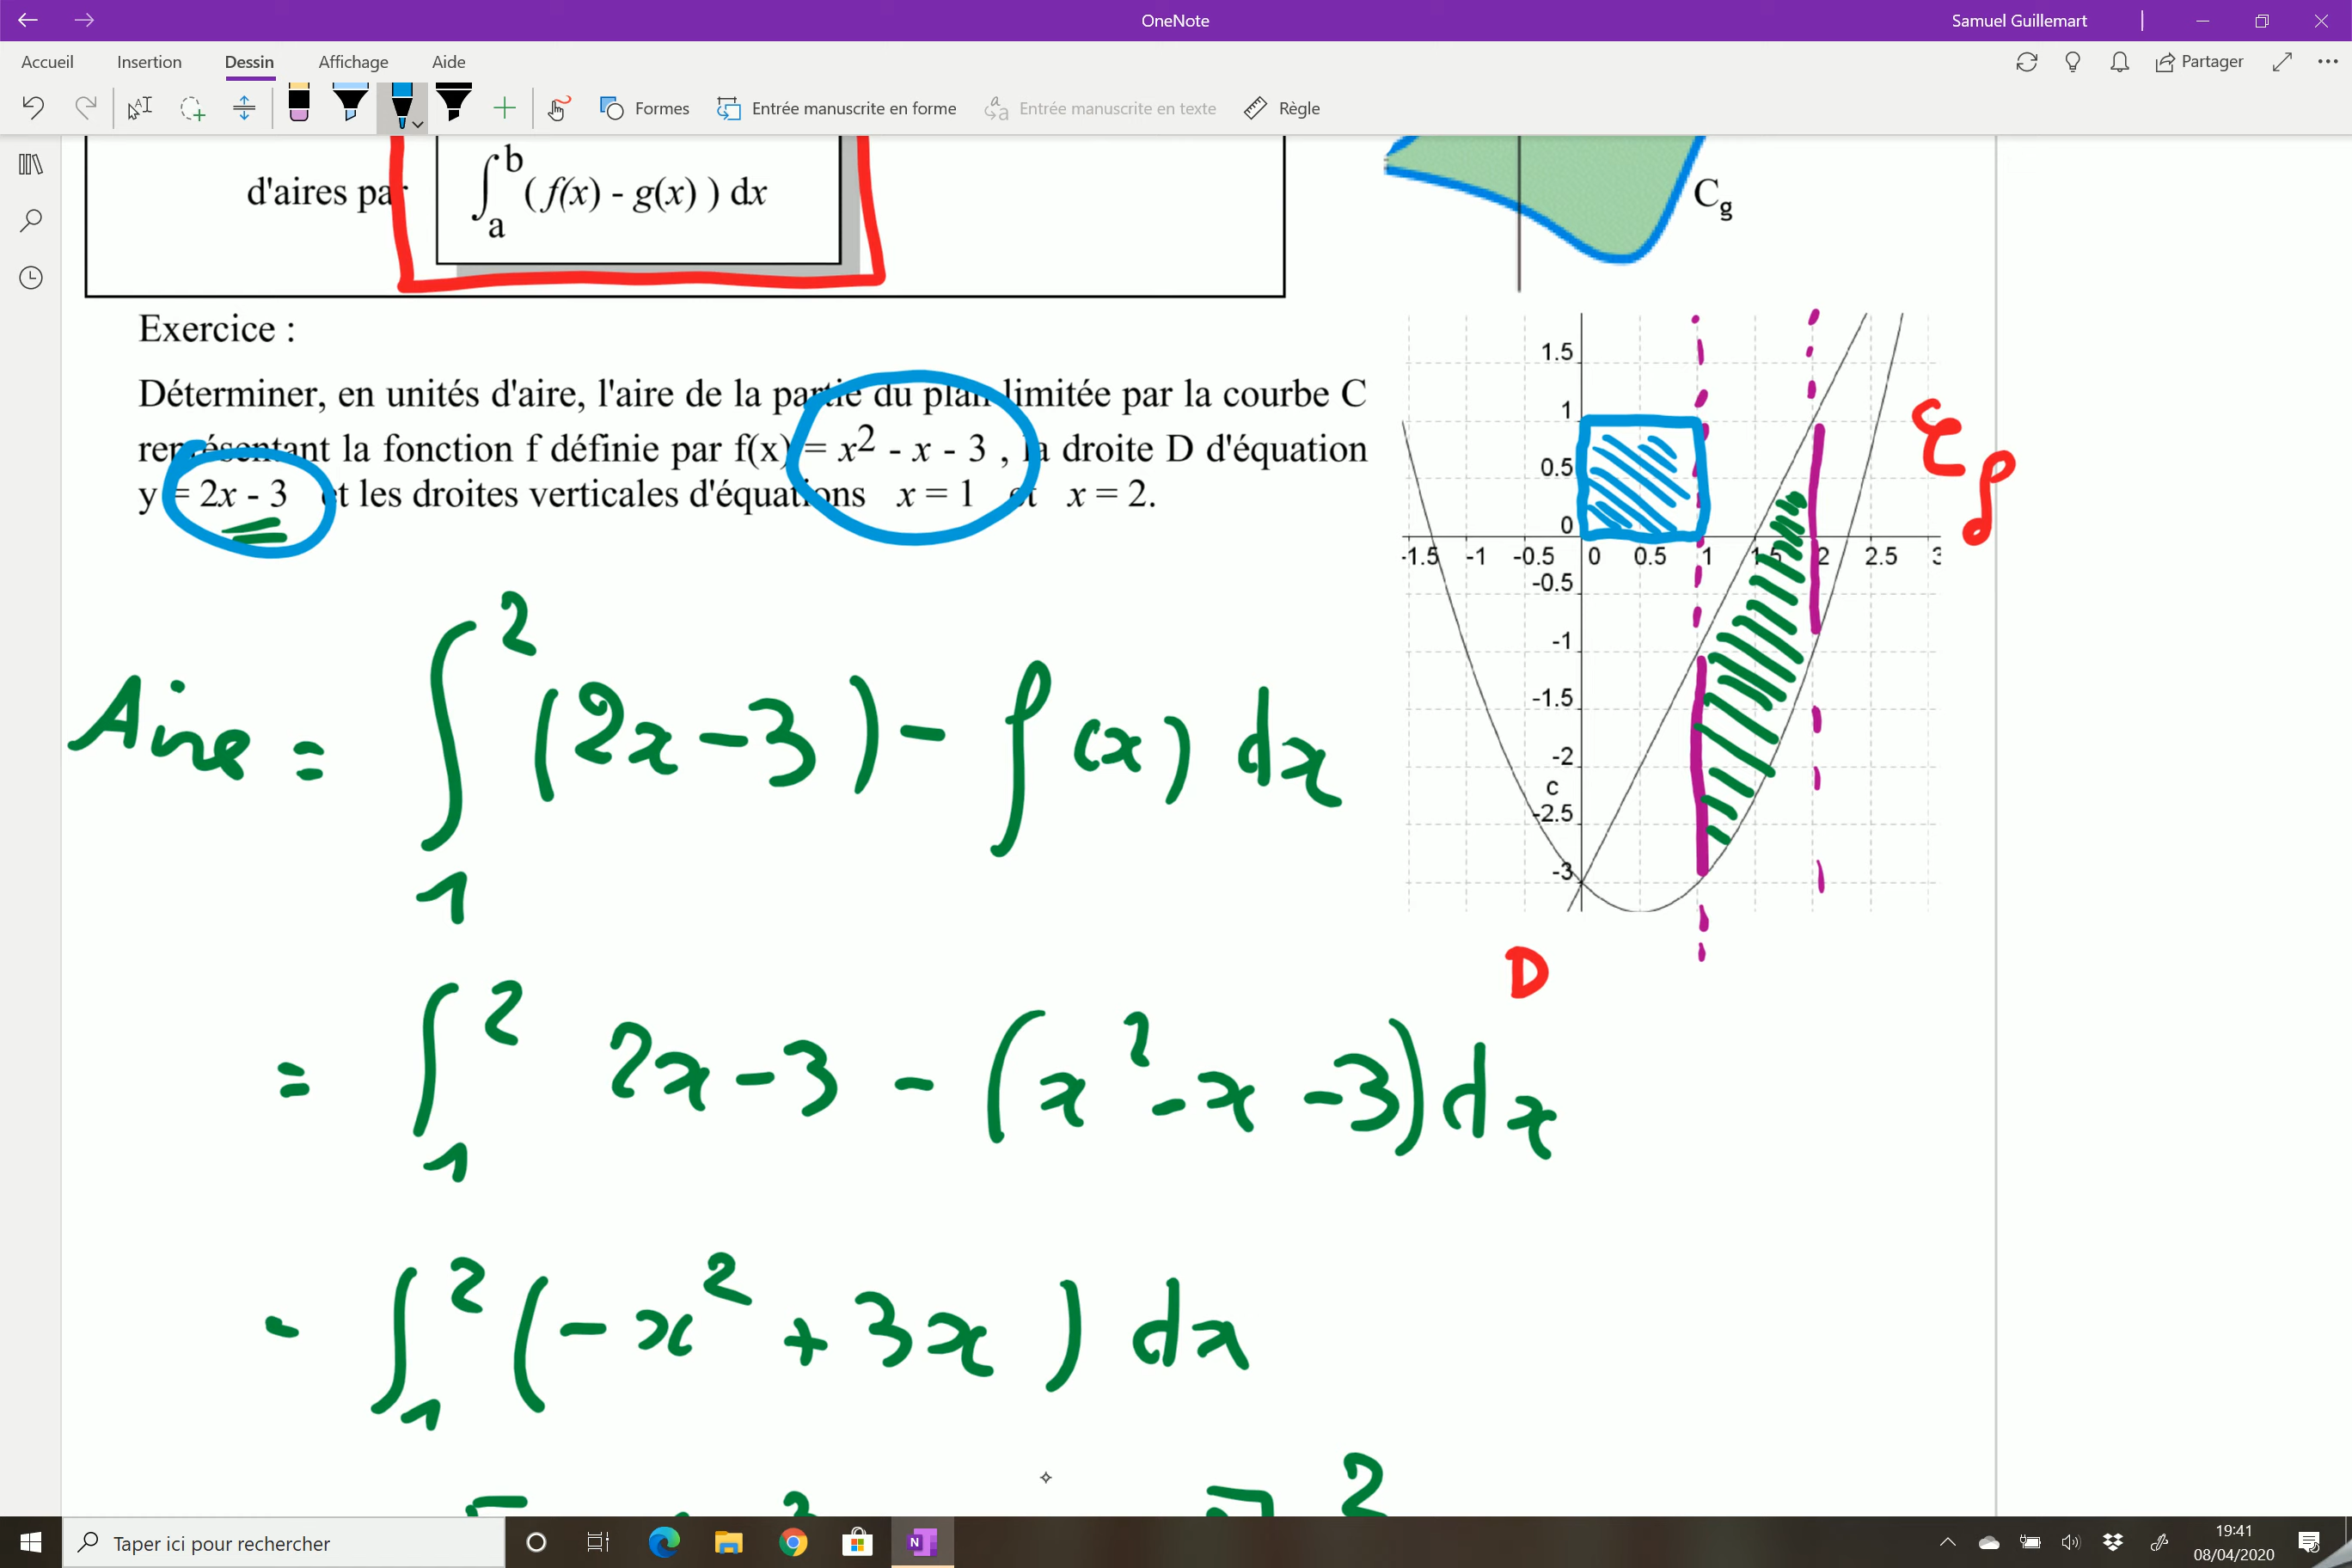 OneNote
Samuel Guillemart
Accueil Insertion Dessin Affichage Aide
Partager
Formes Entrée manuscrite en forme Entrée manuscrite en texte Règle
d'aires par ∫ₐᵇ ( f(x) - g(x) ) dx
C_g
Exercice :
Déterminer, en unités d'aire, l'aire de la partie du plan limitée par la courbe C
représentant la fonction f définie par f(x) = x² - x - 3 , la droite D d'équation
y = 2x - 3 et les droites verticales d'équations x = 1 et x = 2.
1.5
1
0.5
0
-1.5 -1 -0.5 0 0.5 1 1.5 2 2.5 3
-0.5
-1
-1.5
-2
c
-2.5
-3
C_f
D
Aire = ∫₁² (2x-3) - f(x) dx
= ∫₁² 2x-3 - (x²-x-3) dx
= ∫₁² (-x² + 3x) dx
Taper ici pour rechercher
19:41
08/04/2020